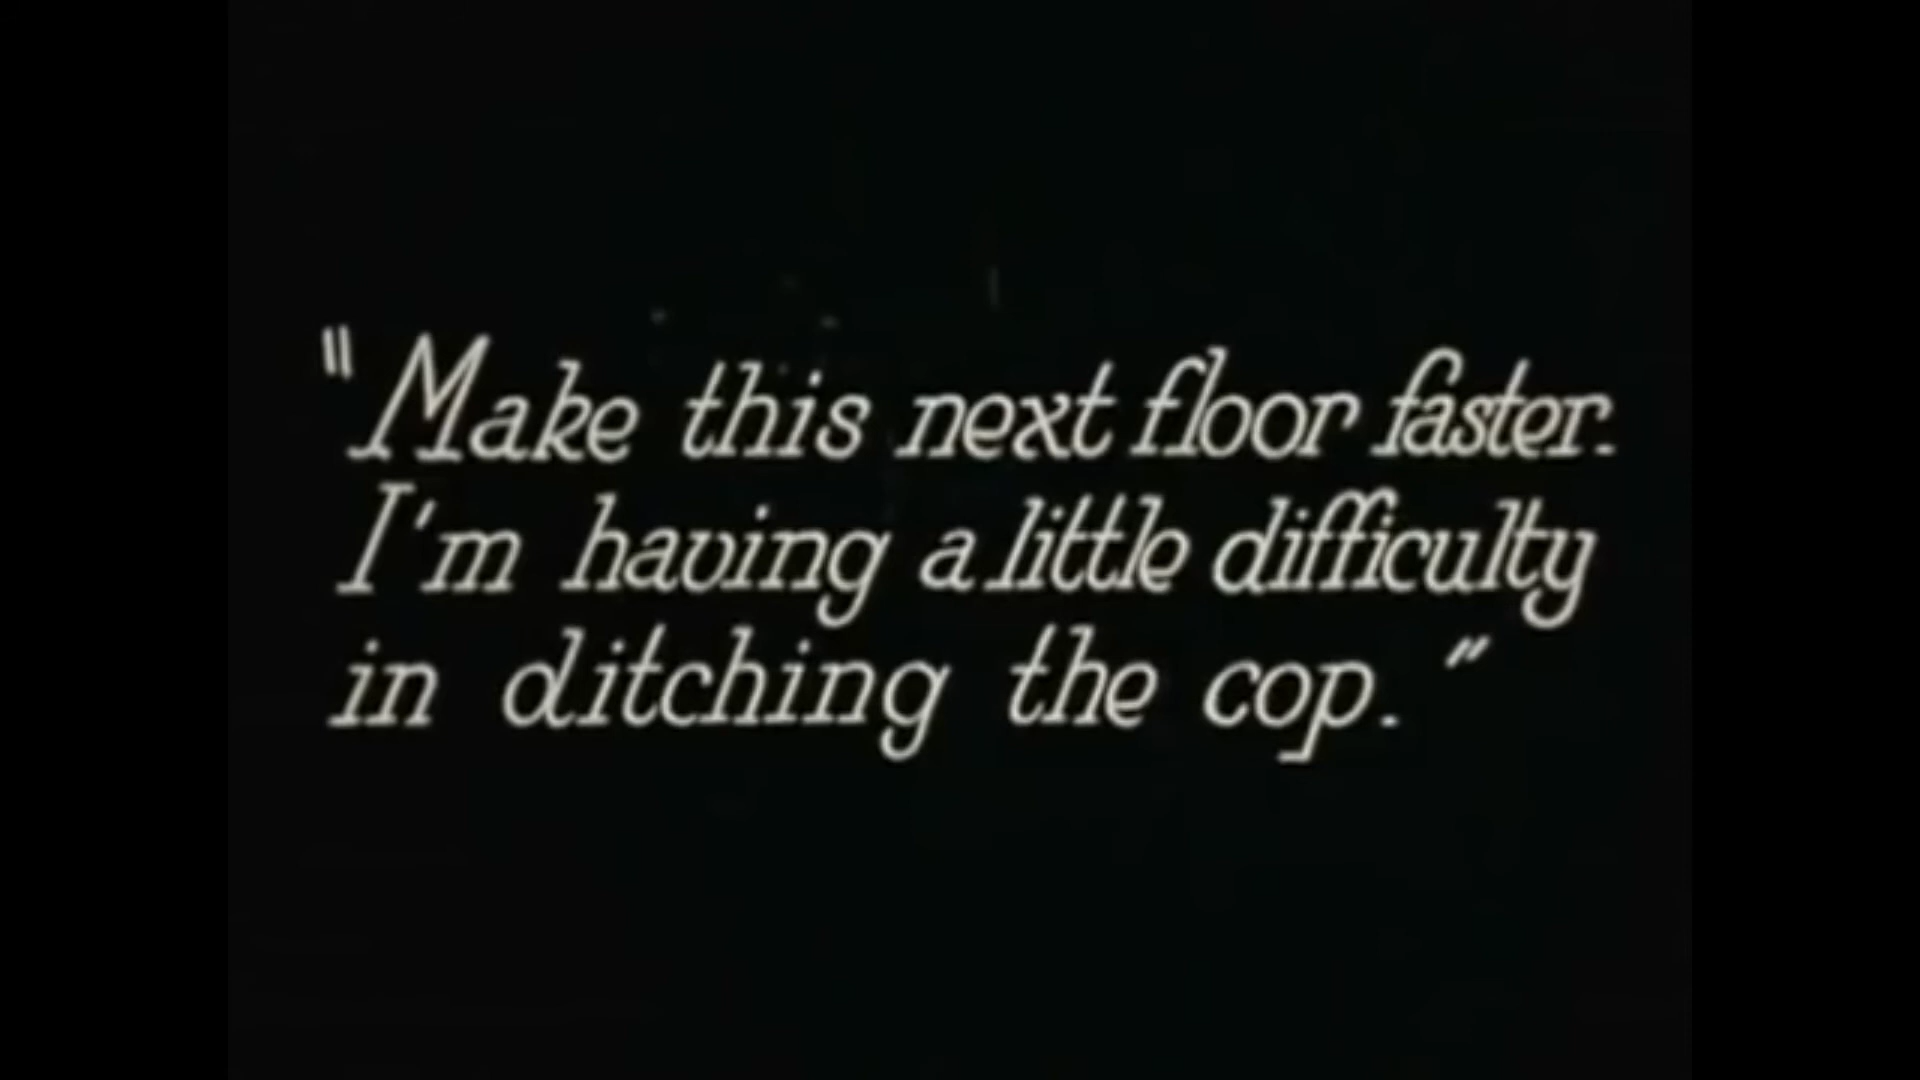 "Make this next floor faster.
I'm having a little difficulty
in ditching the cop."